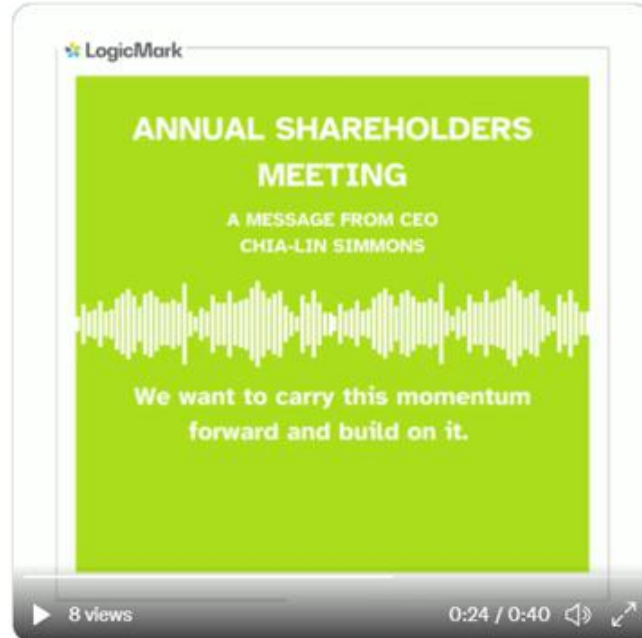 LogicMark
ANNUAL SHAREHOLDERS
MEETING
A MESSAGE FROM CEO
CHIA-LIN SIMMONS
We want to carry this momentum
forward and build on it.
8 views
0:24 / 0:40